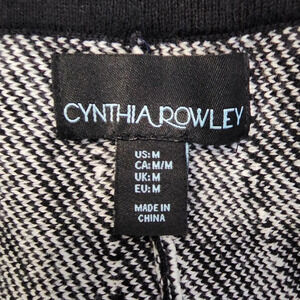 CYNTHIA ROWLEY
US: M
CA: M/M
UK: M
EU: M
MADE IN
CHINA